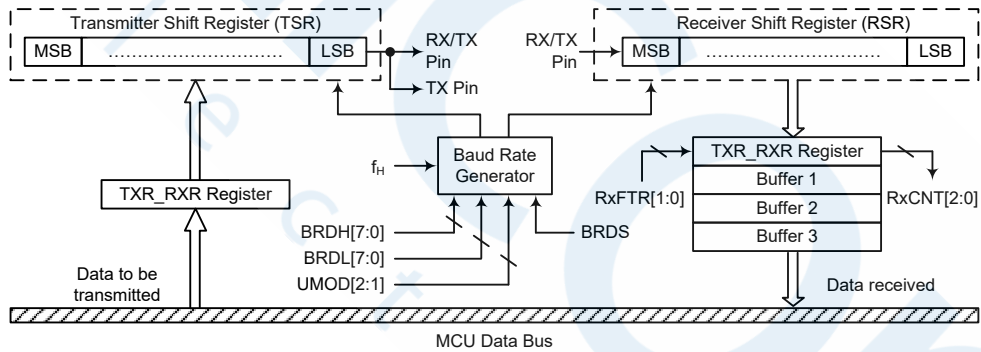 Transmitter Shift Register (TSR)
MSB
..............................
LSB
RX/TX
Pin
TX Pin
RX/TX
Pin
Receiver Shift Register (RSR)
MSB
..............................
LSB
fH
Baud Rate
Generator
TXR_RXR Register
BRDH[7:0]
BRDL[7:0]
UMOD[2:1]
BRDS
RxFTR[1:0]
TXR_RXR Register
Buffer 1
Buffer 2
Buffer 3
RxCNT[2:0]
Data to be
transmitted
Data received
MCU Data Bus